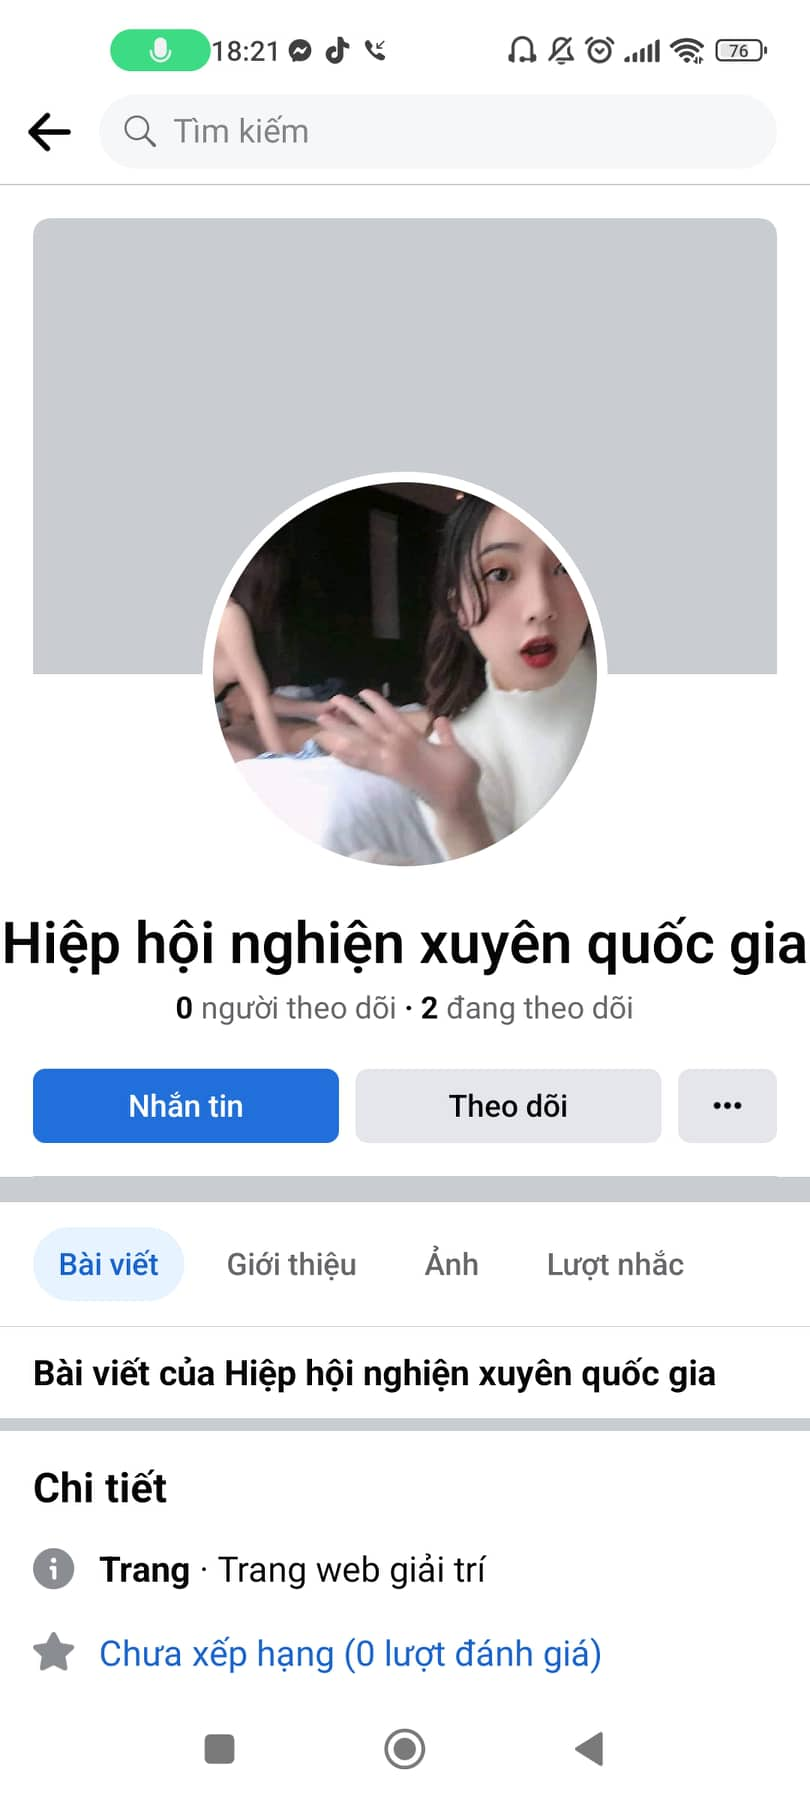 18:21
76
Tìm kiếm
Hiệp hội nghiện xuyên quốc gia
0 người theo dõi · 2 đang theo dõi
Nhắn tin
Theo dõi
Bài viết
Giới thiệu
Ảnh
Lượt nhắc
Bài viết của Hiệp hội nghiện xuyên quốc gia
Chi tiết
Trang · Trang web giải trí
Chưa xếp hạng (0 lượt đánh giá)